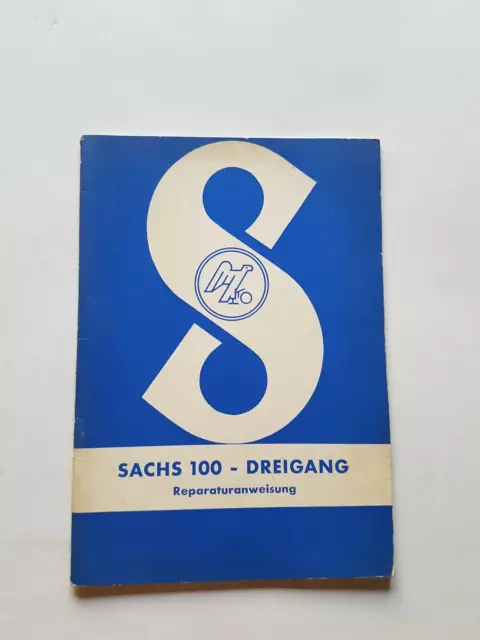 S
SACHS 100 - DREIGANG
Reparaturanweisung